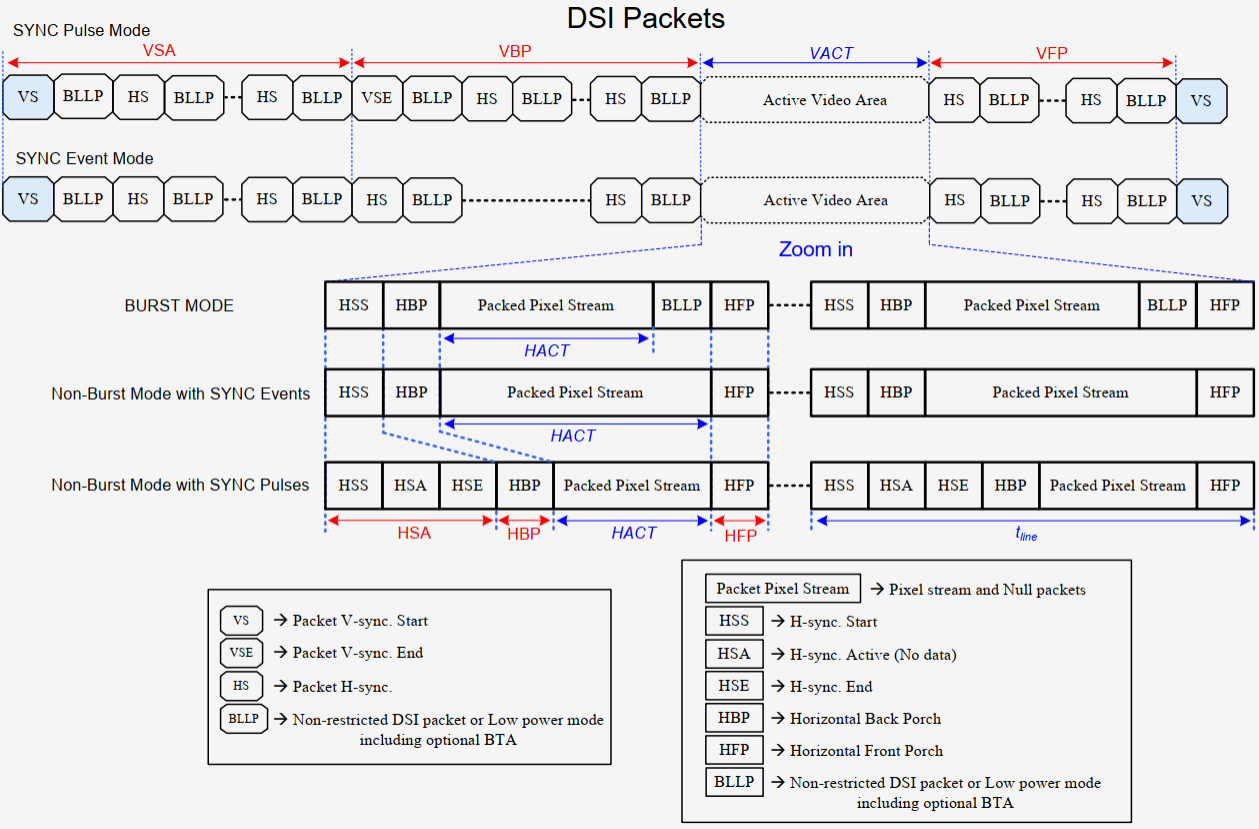 DSI Packets
SYNC Pulse Mode
VSA VBP VACT VFP
VS BLLP HS BLLP HS BLLP VSE BLLP HS BLLP HS BLLP Active Video Area HS BLLP HS BLLP VS
SYNC Event Mode
VS BLLP HS BLLP HS BLLP HS BLLP HS BLLP Active Video Area HS BLLP HS BLLP VS
Zoom in
BURST MODE HSS HBP Packed Pixel Stream BLLP HFP HSS HBP Packed Pixel Stream BLLP HFP
HACT
Non-Burst Mode with SYNC Events HSS HBP Packed Pixel Stream HFP HSS HBP Packed Pixel Stream HFP
HACT
Non-Burst Mode with SYNC Pulses HSS HSA HSE HBP Packed Pixel Stream HFP HSS HSA HSE HBP Packed Pixel Stream HFP
HSA HBP HACT HFP tline
VS → Packet V-sync. Start
VSE → Packet V-sync. End
HS → Packet H-sync.
BLLP → Non-restricted DSI packet or Low power mode
including optional BTA
Packet Pixel Stream → Pixel stream and Null packets
HSS → H-sync. Start
HSA → H-sync. Active (No data)
HSE → H-sync. End
HBP → Horizontal Back Porch
HFP → Horizontal Front Porch
BLLP → Non-restricted DSI packet or Low power mode
including optional BTA